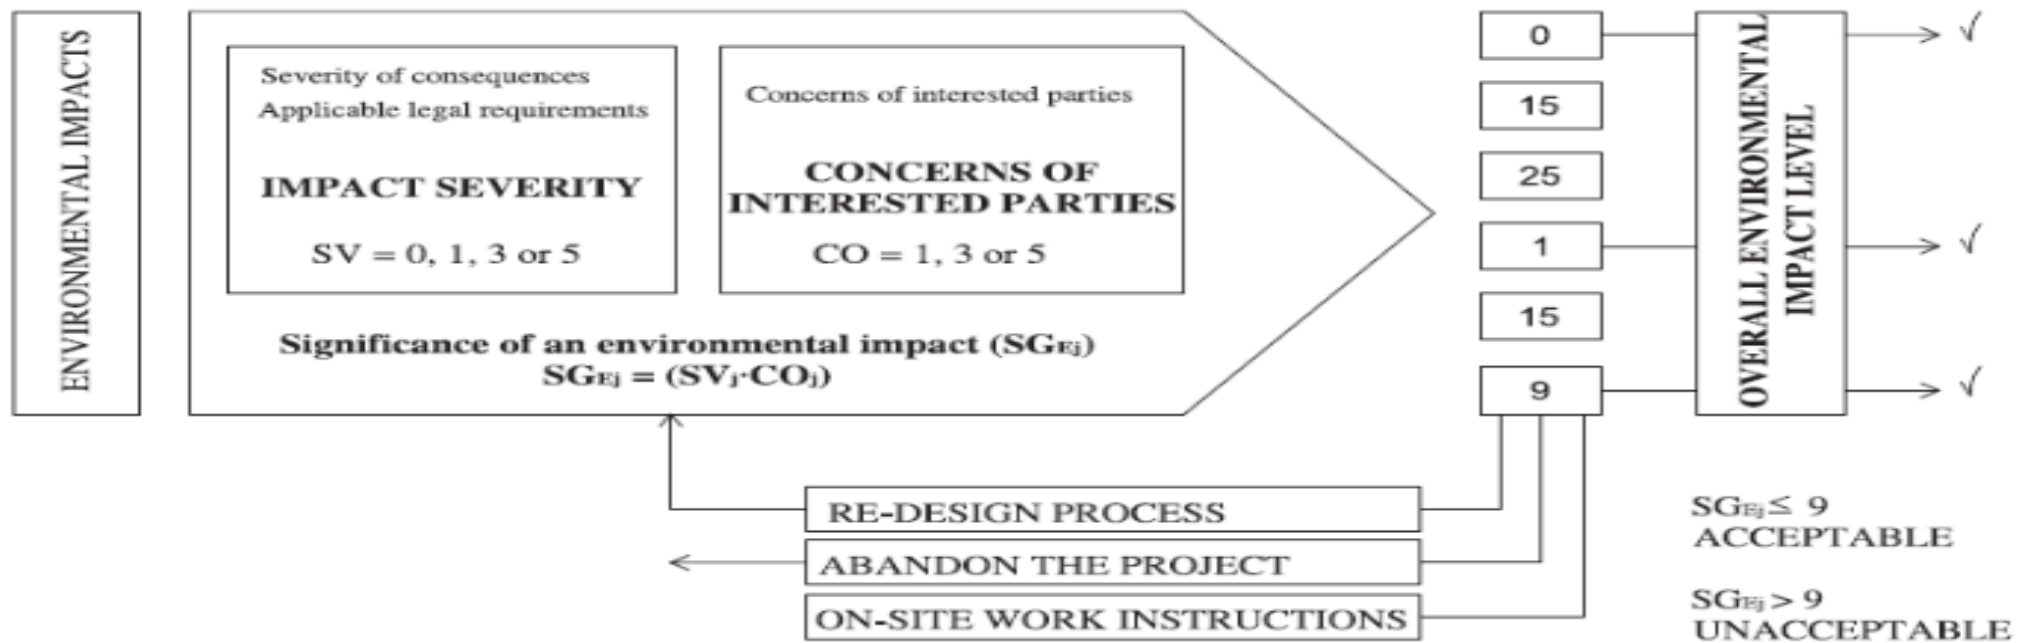 ENVIRONMENTAL IMPACTS
Severity of consequences
Applicable legal requirements
IMPACT SEVERITY
SV = 0, 1, 3 or 5
Concerns of interested parties
CONCERNS OF
INTERESTED PARTIES
CO = 1, 3 or 5
Significance of an environmental impact (SGEj)
SGEj = (SVj·COj)
0
15
25
1
15
9
OVERALL ENVIRONMENTAL
IMPACT LEVEL
√
√
√
RE-DESIGN PROCESS
ABANDON THE PROJECT
ON-SITE WORK INSTRUCTIONS
SGEj ≤ 9
ACCEPTABLE
SGEj > 9
UNACCEPTABLE